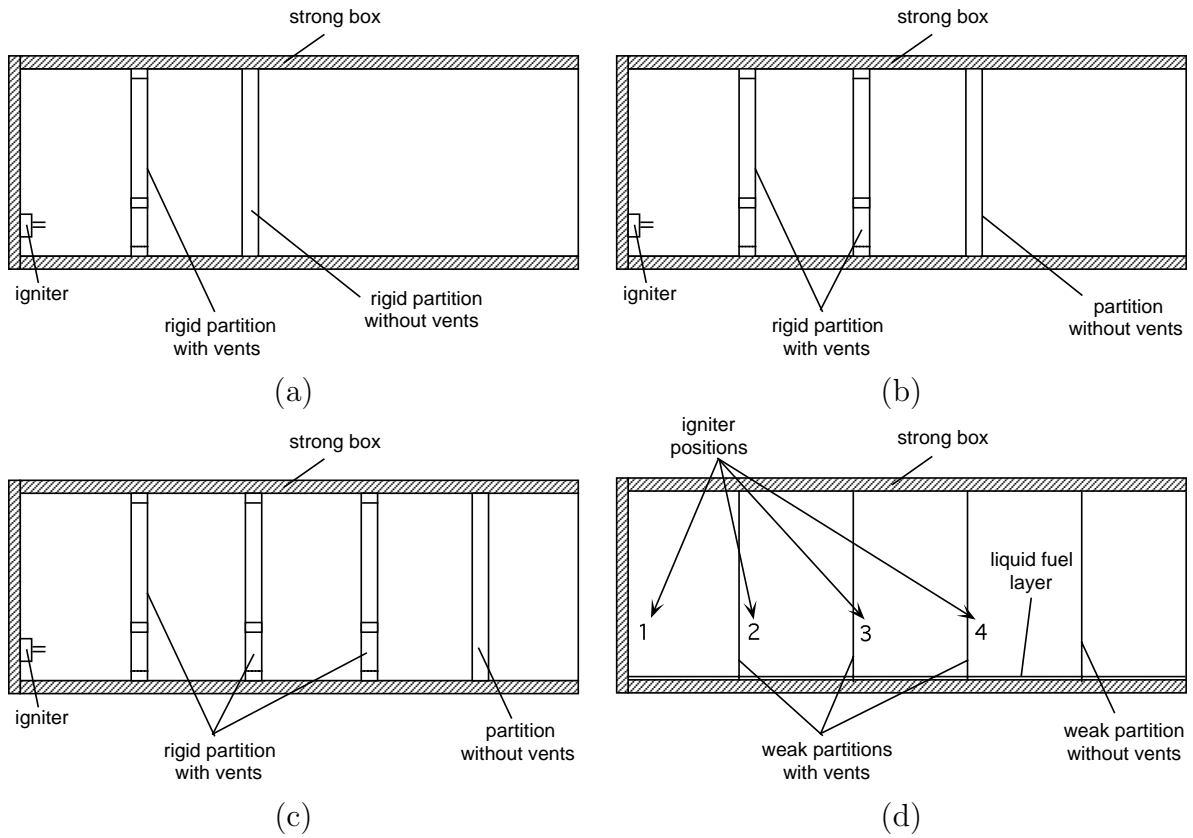 strong box
igniter
rigid partition
with vents
rigid partition
without vents
(a)
strong box
igniter
rigid partition
with vents
partition
without vents
(b)
strong box
igniter
rigid partition
with vents
partition
without vents
(c)
igniter
positions
strong box
liquid fuel
layer
1 2 3 4
weak partitions
with vents
weak partition
without vents
(d)